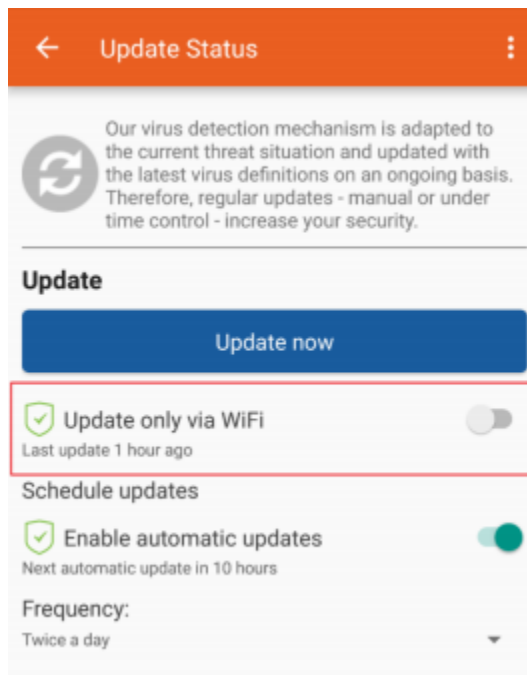 Update Status
Our virus detection mechanism is adapted to
the current threat situation and updated with
the latest virus definitions on an ongoing basis.
Therefore, regular updates - manual or under
time control - increase your security.
Update
Update now
Update only via WiFi
Last update 1 hour ago
Schedule updates
Enable automatic updates
Next automatic update in 10 hours
Frequency:
Twice a day